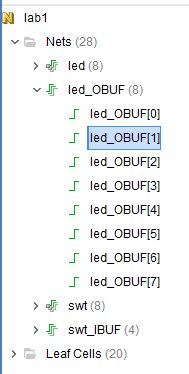 lab1
Nets (28)
led (8)
led_OBUF (8)
led_OBUF[0]
led_OBUF[1]
led_OBUF[2]
led_OBUF[3]
led_OBUF[4]
led_OBUF[5]
led_OBUF[6]
led_OBUF[7]
swt (8)
swt_IBUF (4)
Leaf Cells (20)